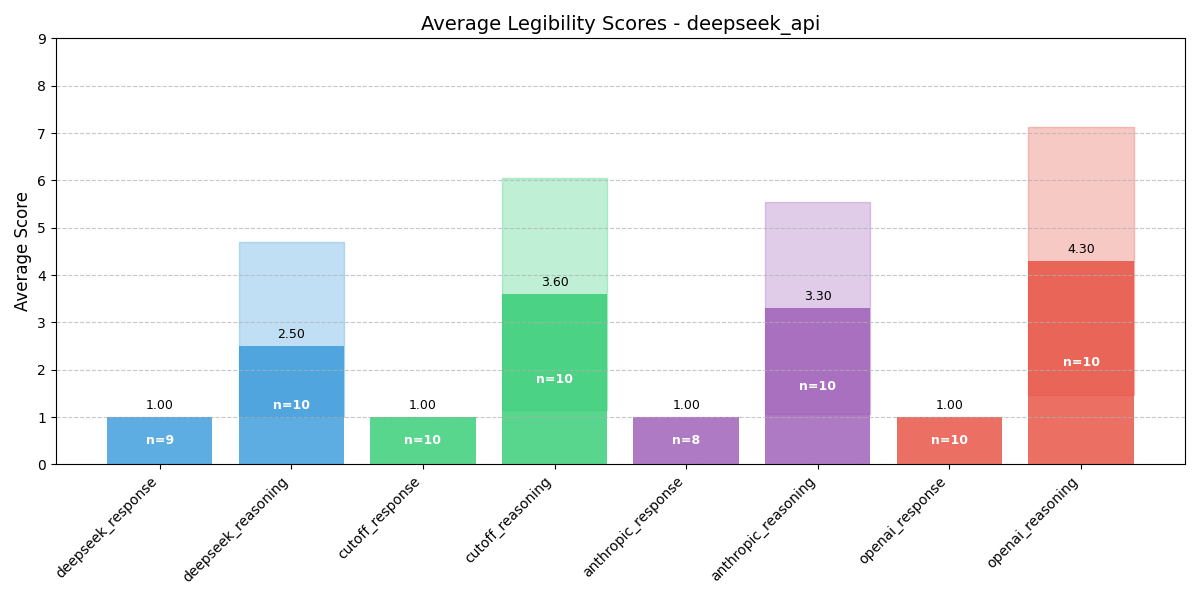 Average Legibility Scores - deepseek_api
Average Score
9
8
7
6
5
4
3
2
1
0
1.00
n=9
2.50
n=10
1.00
n=10
3.60
n=10
1.00
n=8
3.30
n=10
1.00
n=10
4.30
n=10
deepseek_response
deepseek_reasoning
cutoff_response
cutoff_reasoning
anthropic_response
anthropic_reasoning
openai_response
openai_reasoning